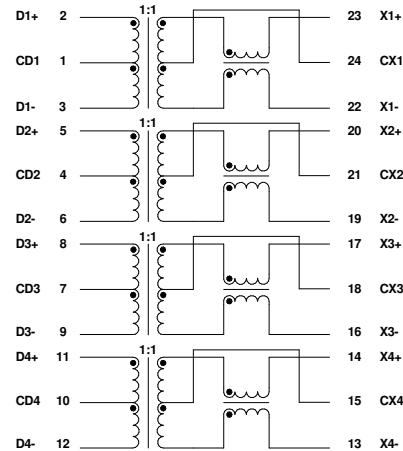 D1+ 2 1:1 23 X1+
CD1 1 24 CX1
D1- 3 22 X1-
D2+ 5 1:1 20 X2+
CD2 4 21 CX2
D2- 6 19 X2-
D3+ 8 1:1 17 X3+
CD3 7 18 CX3
D3- 9 16 X3-
D4+ 11 1:1 14 X4+
CD4 10 15 CX4
D4- 12 13 X4-